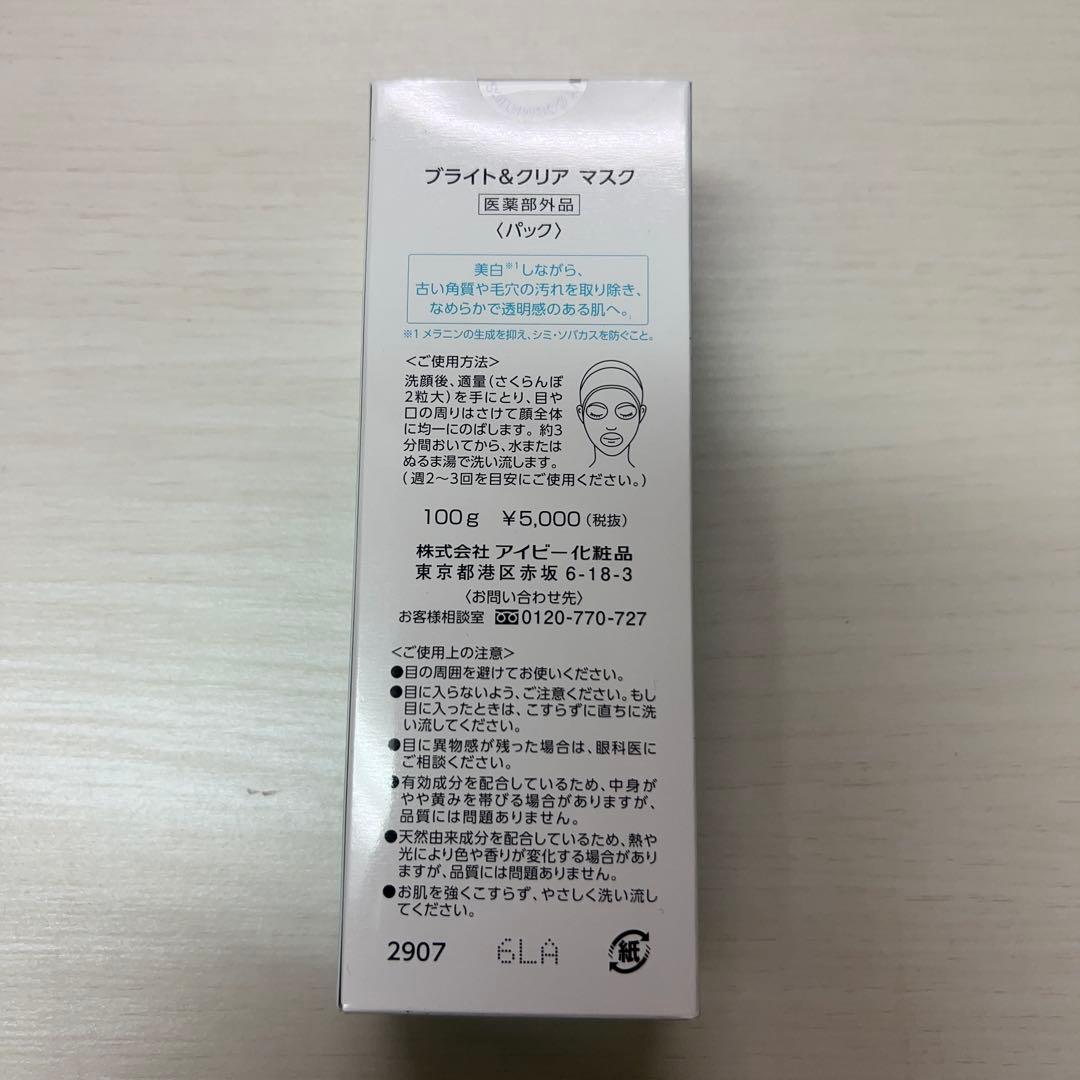 ブライト&クリア マスク
医薬部外品
〈パック〉
美白※1しながら、
古い角質や毛穴の汚れを取り除き、
なめらかで透明感のある肌へ。
※1 メラニンの生成を抑え、シミ・ソバカスを防ぐこと。
<ご使用方法>
洗顔後、適量(さくらんぼ
2粒大)を手にとり、目や
口の周りはさけて顔全体
に均一にのばします。約3
分間おいてから、水または
ぬるま湯で洗い流します。
(週2〜3回を目安にご使用ください。)
100g ¥5,000(税抜)
株式会社 アイビー化粧品
東京都港区赤坂 6-18-3
〈お問い合わせ先〉
お客様相談室 0120-770-727
<ご使用上の注意>
●目の周囲を避けてお使いください。
●目に入らないよう、ご注意ください。もし
目に入ったときは、こすらずに直ちに洗
い流してください。
●目に異物感が残った場合は、眼科医に
ご相談ください。
●有効成分を配合しているため、中身が
やや黄みを帯びる場合がありますが、
品質には問題ありません。
●天然由来成分を配合しているため、熱や
光により色や香りが変化する場合があり
ますが、品質には問題ありません。
●お肌を強くこすらず、やさしく洗い流し
てください。
2907 6LA 紙